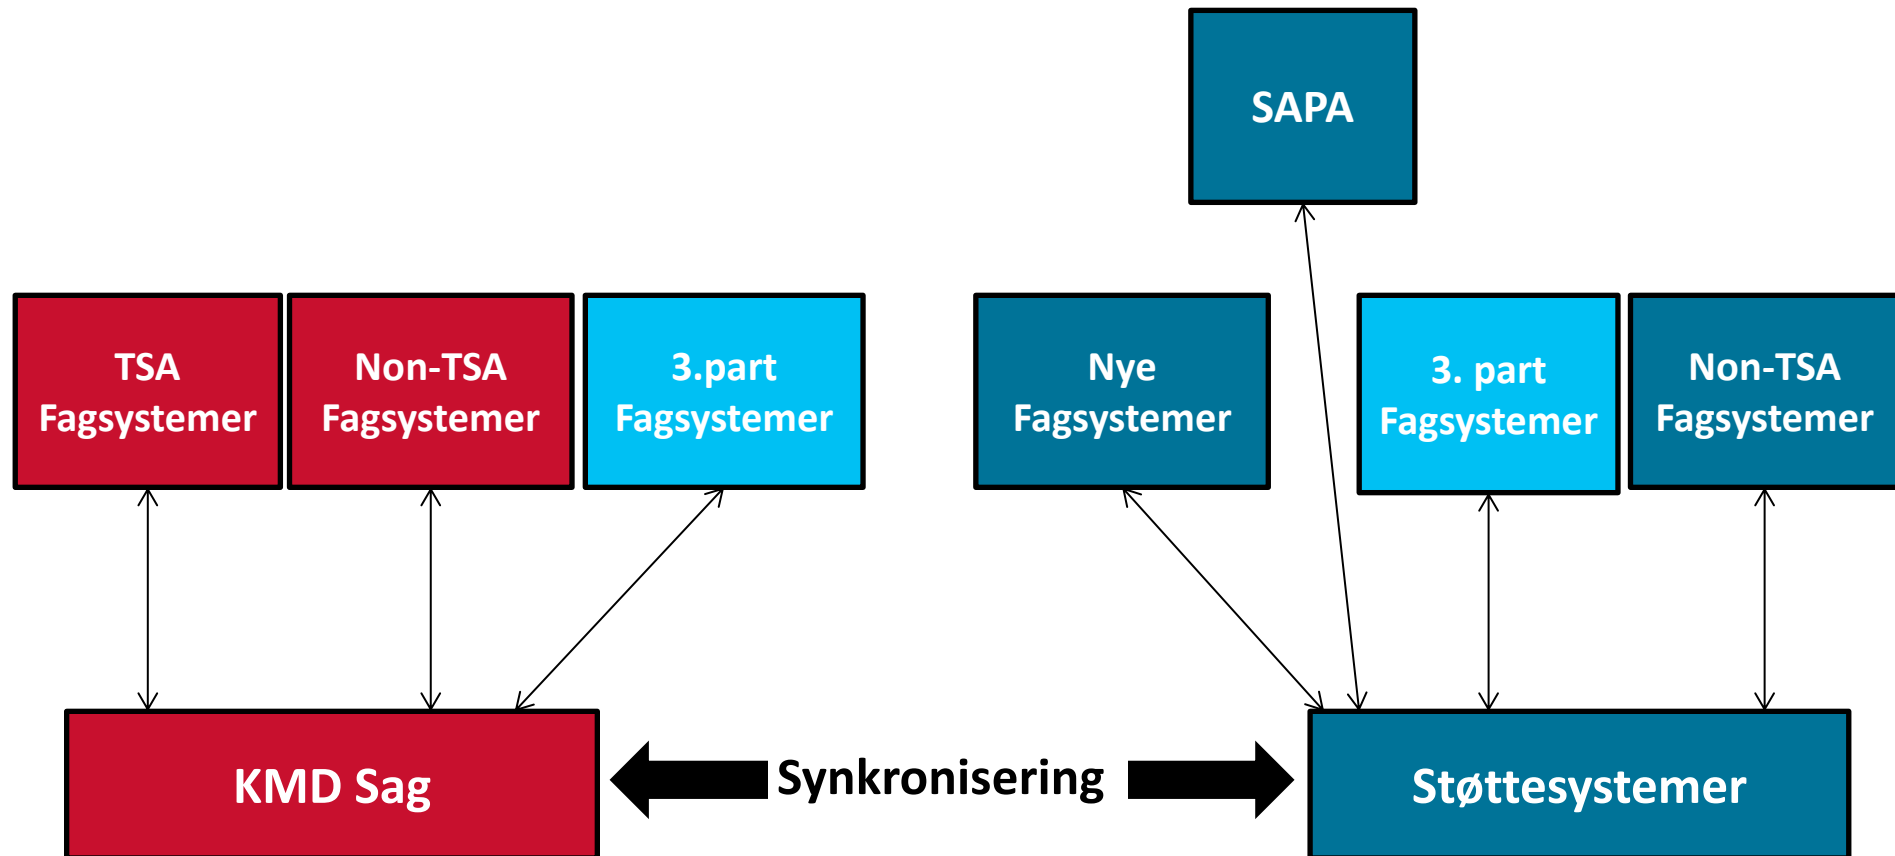 SAPA
TSA
Fagsystemer
Non-TSA
Fagsystemer
3.part
Fagsystemer
Nye
Fagsystemer
3. part
Fagsystemer
Non-TSA
Fagsystemer
KMD Sag
Synkronisering
Støttesystemer